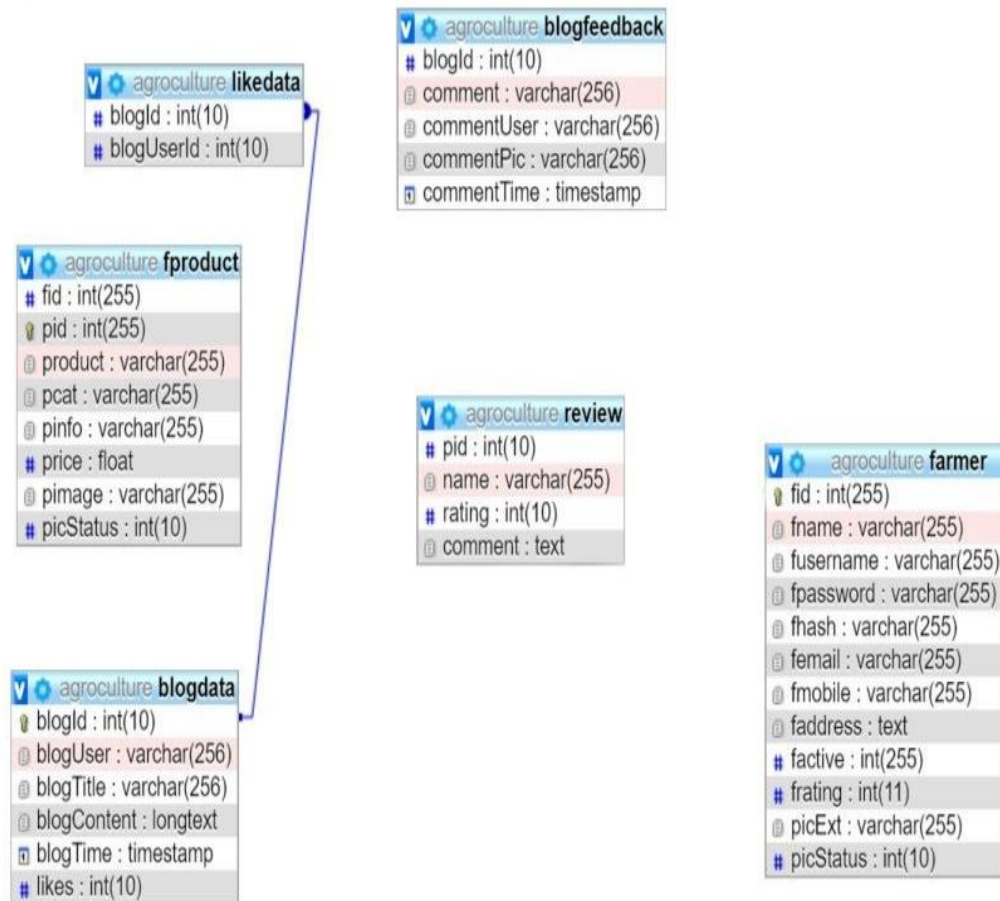 agroculture blogfeedback
blogId : int(10)
comment : varchar(256)
commentUser : varchar(256)
commentPic : varchar(256)
commentTime : timestamp
agroculture likedata
blogId : int(10)
blogUserId : int(10)
agroculture fproduct
fid : int(255)
pid : int(255)
product : varchar(255)
pcat : varchar(255)
pinfo : varchar(255)
price : float
pimage : varchar(255)
picStatus : int(10)
agroculture review
pid : int(10)
name : varchar(255)
rating : int(10)
comment : text
agroculture farmer
fid : int(255)
fname : varchar(255)
fusername : varchar(255)
fpassword : varchar(255)
fhash : varchar(255)
femail : varchar(255)
fmobile : varchar(255)
faddress : text
factive : int(255)
frating : int(11)
picExt : varchar(255)
picStatus : int(10)
agroculture blogdata
blogId : int(10)
blogUser : varchar(256)
blogTitle : varchar(256)
blogContent : longtext
blogTime : timestamp
likes : int(10)